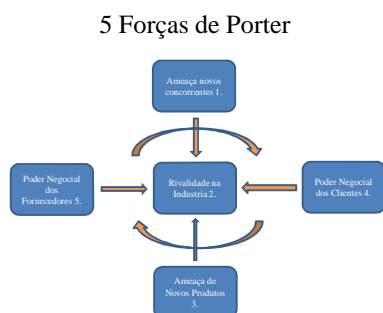 5 Forças de Porter
Ameaça novos
concorrentes 1.
Poder Negocial
dos
Fornecedores 5.
Rivalidade na
Industria 2.
Poder Negocial
dos Clientes 4.
Ameaça de
Novos Produtos
3.